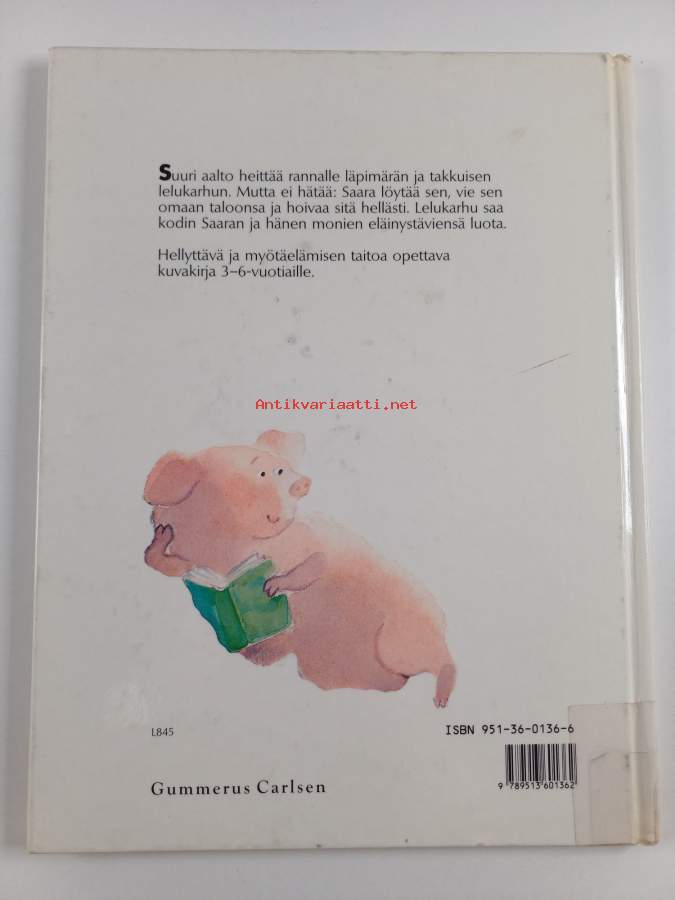 Suuri aalto heittää rannalle läpimärän ja takkuisen
lelukarhun. Mutta ei hätää: Saara löytää sen, vie sen
omaan taloonsa ja hoivaa sitä hellästi. Lelukarhu saa
kodin Saaran ja hänen monien eläinystäviensä luota.
Hellyttävä ja myötäelämisen taitoa opettava
kuvakirja 3–6-vuotiaille.
Antikvariaatti.net
L845
ISBN 951-36-0136-6
9 789513 601362
Gummerus Carlsen